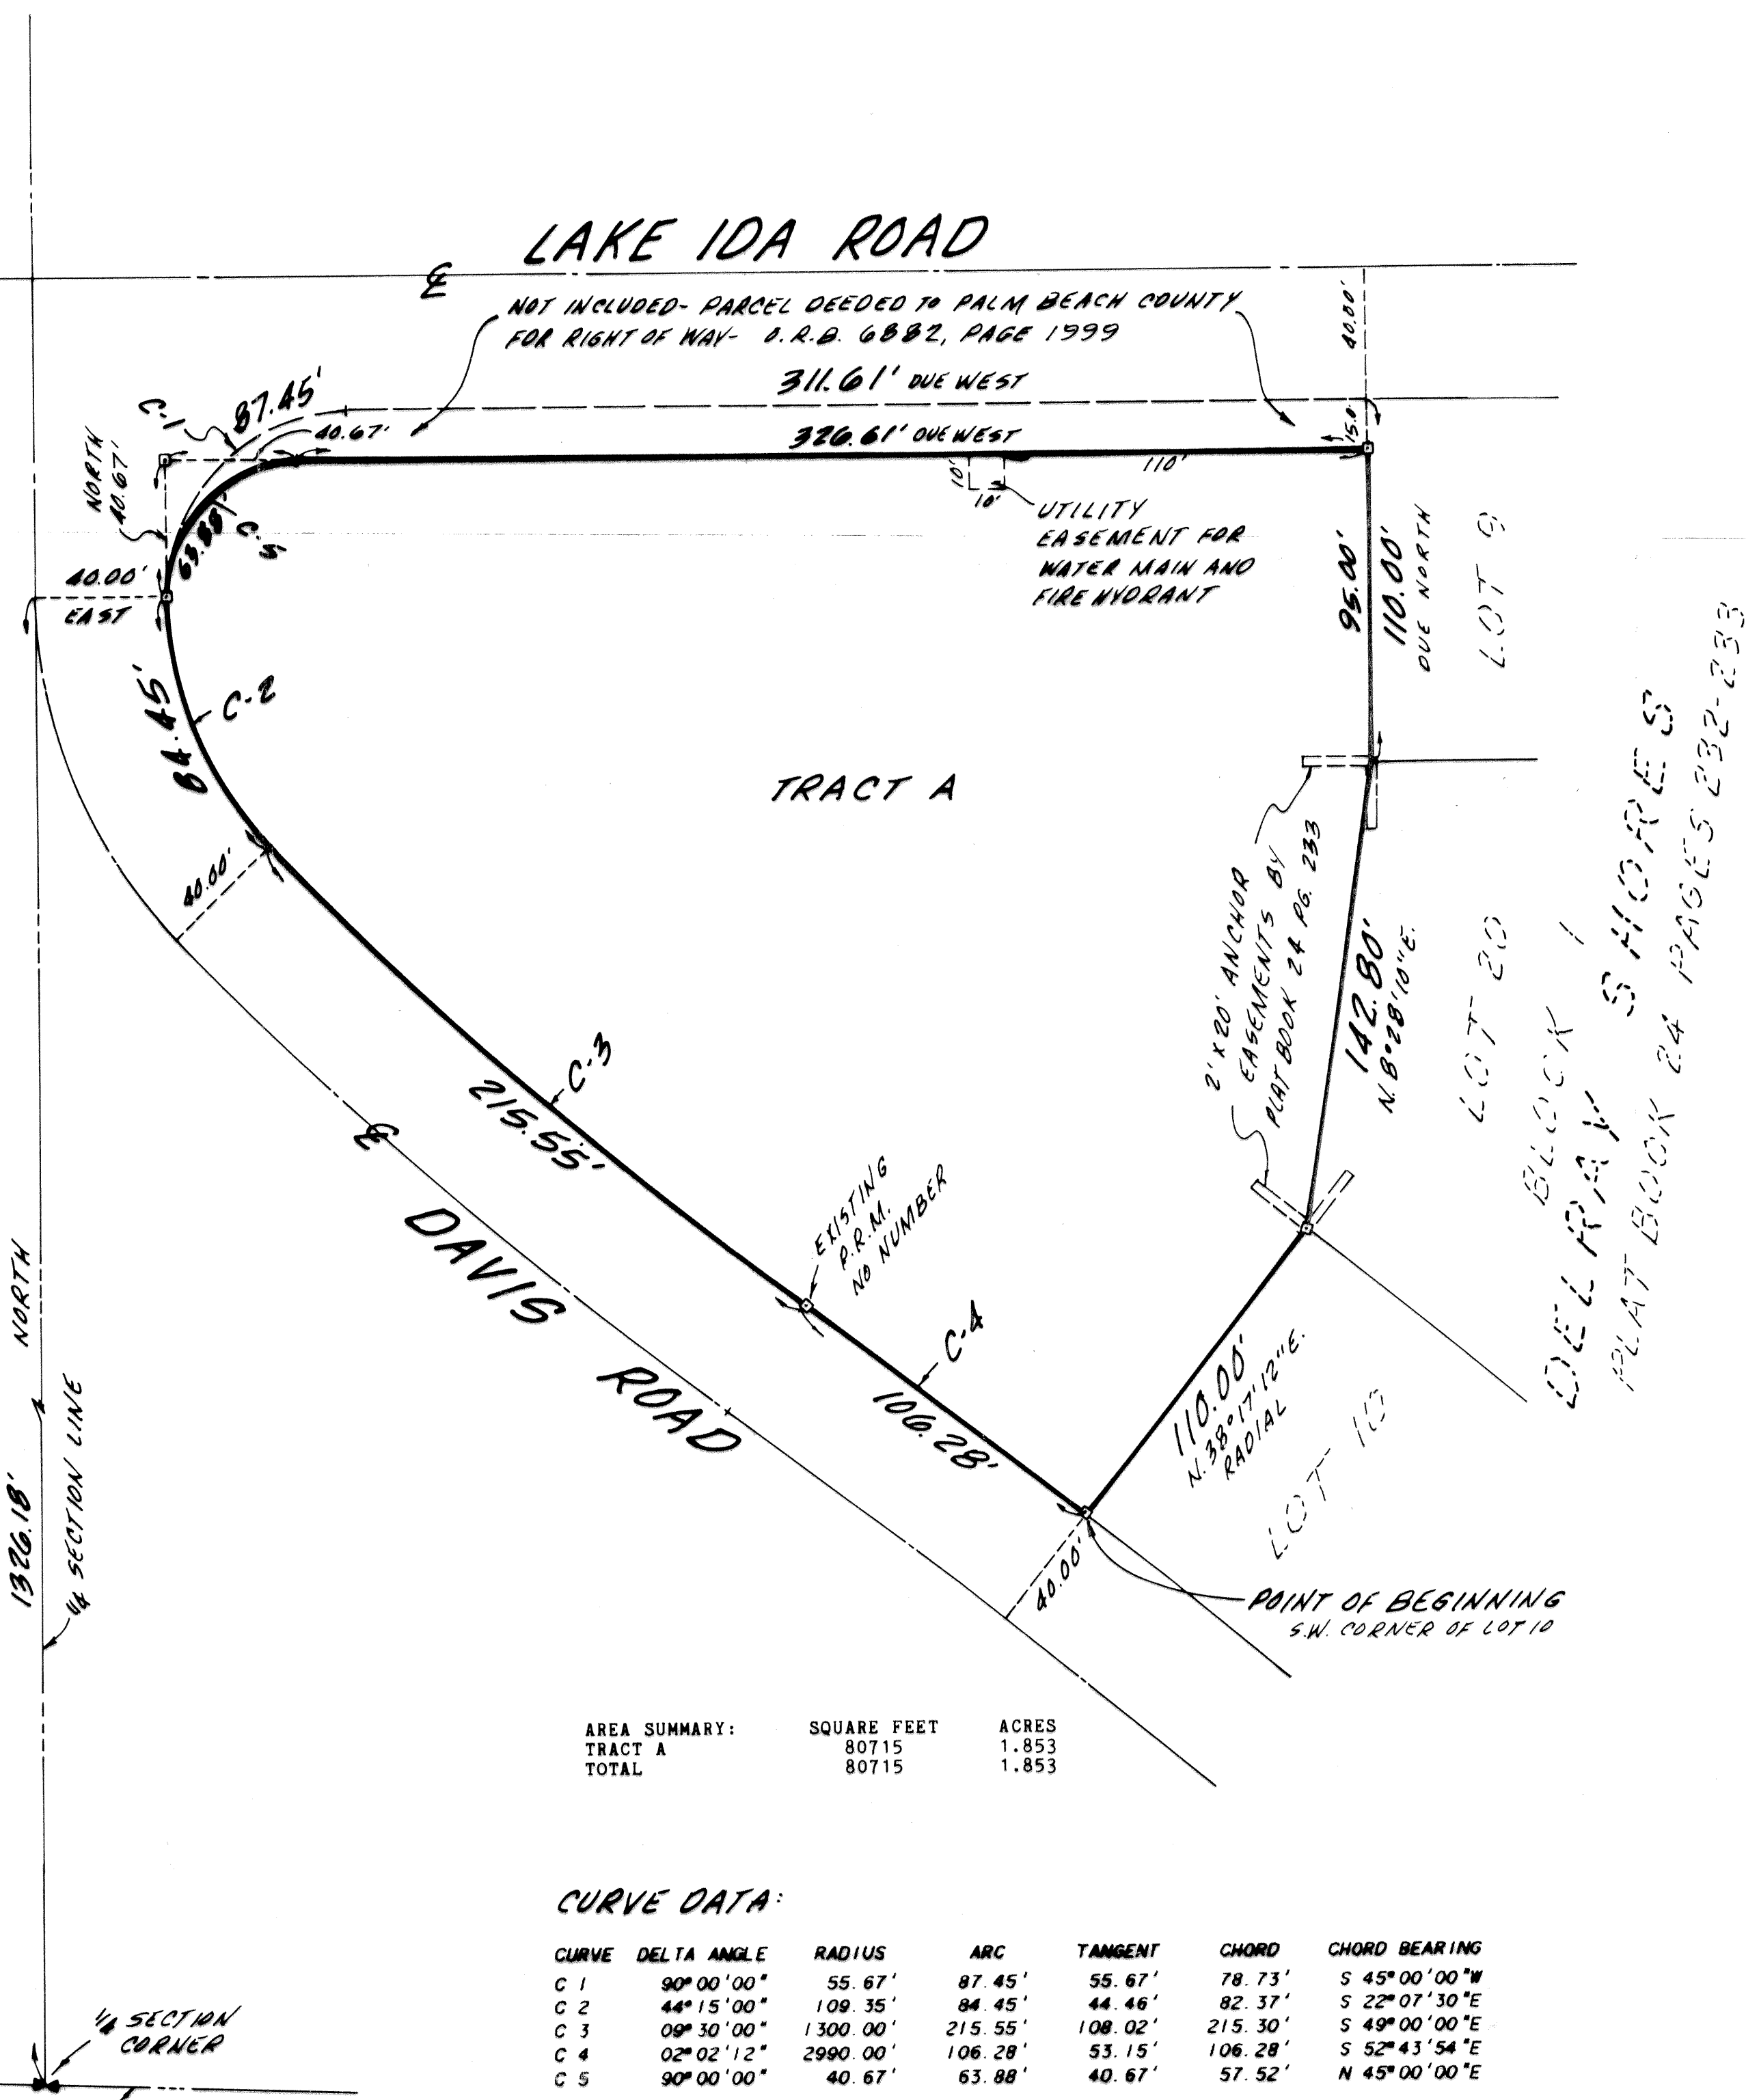 LAKE IDA ROAD
℄
NOT INCLUDED- PARCEL DEEDED TO PALM BEACH COUNTY
FOR RIGHT OF WAY- O.R.B. 6882, PAGE 1999
40.00'
311.61' DUE WEST
15.0
C-1
87.45'
40.67'
326.61' DUE WEST
110'
NORTH
40.67'
63.88'
C-5
10'
10'
UTILITY
EASEMENT FOR
WATER MAIN AND
FIRE HYDRANT
95.00'
110.00'
DUE NORTH
LOT 9
40.00'
EAST
84.45'
C-2
TRACT A
40.00'
2' X 20' ANCHOR
EASEMENTS BY
PLAT BOOK 24 PG. 233
142.80'
N.8°28'10"E.
LOT 20
BLOCK 1
DELRAY SHORES
PLAT BOOK 24 PAGES 232-233
C-3
215.55'
℄
DAVIS
ROAD
EXISTING
P.R.M.
NO NUMBER
C-4
106.28'
110.00'
N.38°17'12"E.
RADIAL
LOT 10
40.00'
POINT OF BEGINNING
S.W. CORNER OF LOT 10
1326.18' NORTH
1/4 SECTION LINE
AREA SUMMARY: SQUARE FEET ACRES
TRACT A 80715 1.853
TOTAL 80715 1.853
CURVE DATA:
CURVE DELTA ANGLE RADIUS ARC TANGENT CHORD CHORD BEARING
C 1 90°00'00" 55.67' 87.45' 55.67' 78.73' S 45°00'00"W
C 2 44°15'00" 109.35' 84.45' 44.46' 82.37' S 22°07'30"E
C 3 09°30'00" 1300.00' 215.55' 108.02' 215.30' S 49°00'00"E
C 4 02°02'12" 2990.00' 106.28' 53.15' 106.28' S 52°43'54"E
C 5 90°00'00" 40.67' 63.88' 40.67' 57.52' N 45°00'00"E
1/4 SECTION
CORNER